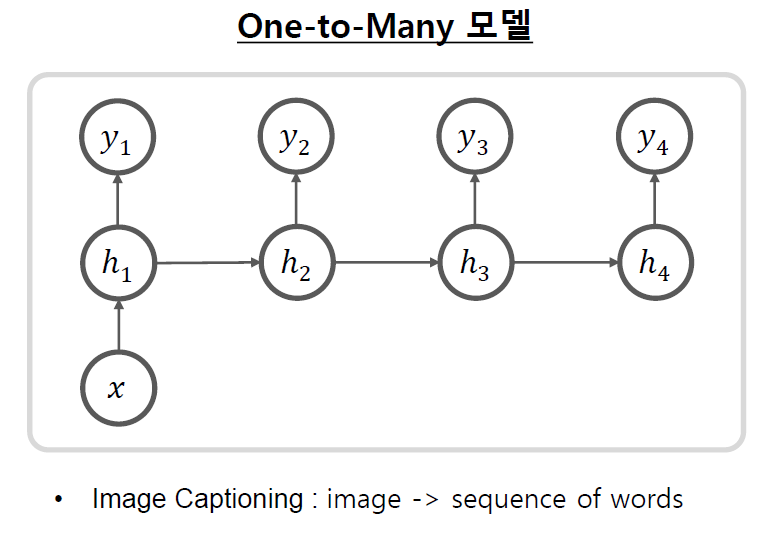 One-to-Many 모델
y₁ y₂ y₃ y₄
h₁ h₂ h₃ h₄
x
• Image Captioning : image -> sequence of words